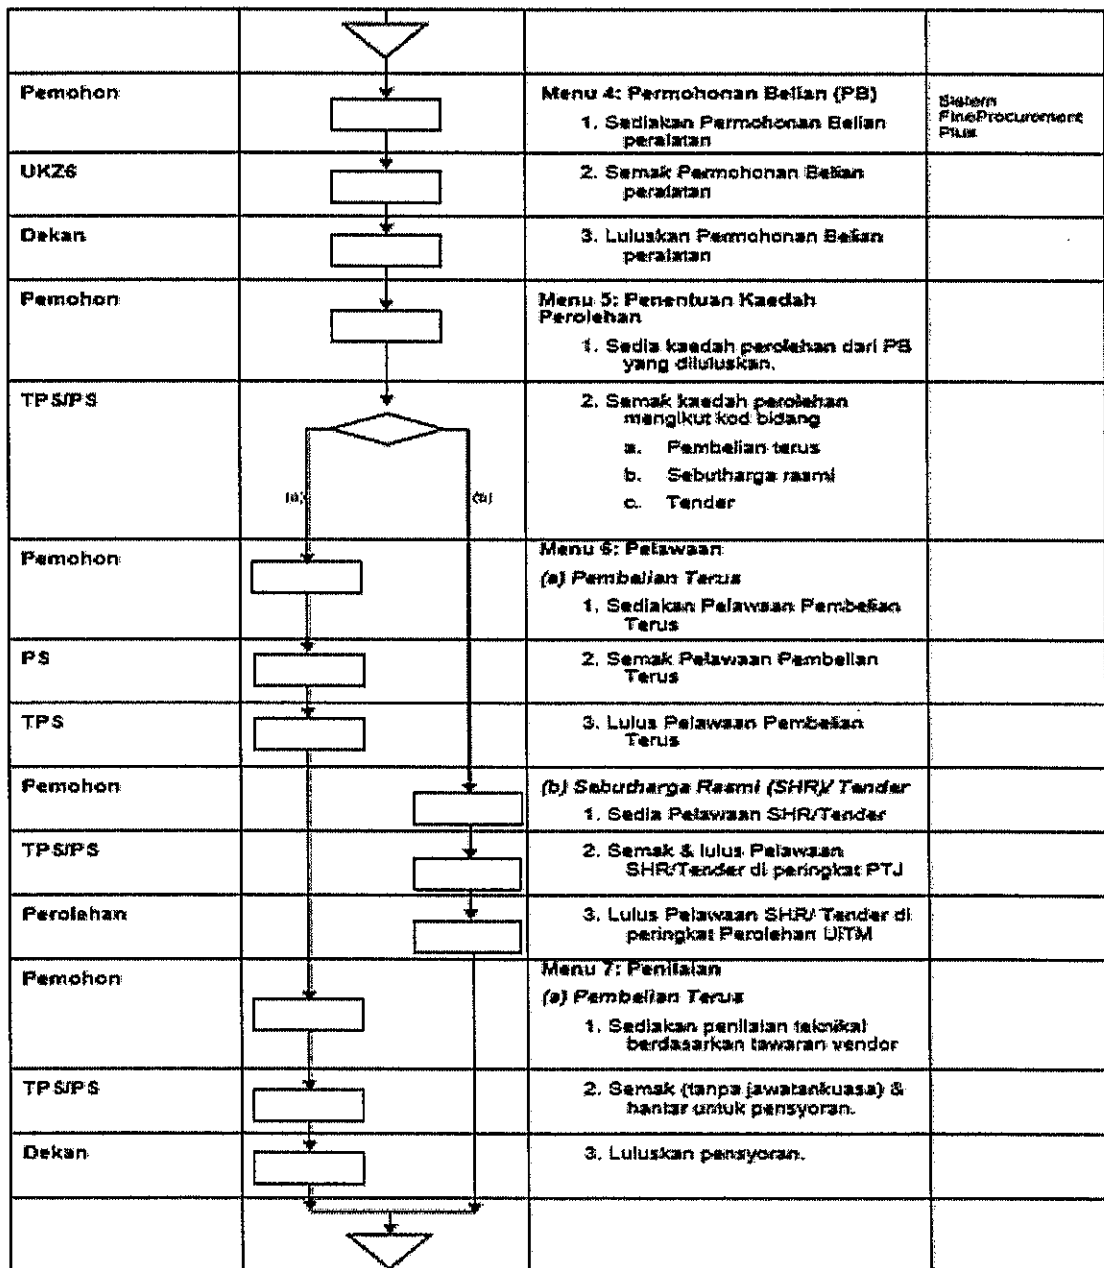 Pemohon
Menu 4: Permohonan Belian (PB)
1. Sediakan Permohonan Belian
peralatan
Sistem
FineProcurement
Plus
UKZ6
2. Semak Permohonan Belian
peralatan
Dekan
3. Luluskan Permohonan Belian
peralatan
Pemohon
Menu 5: Penentuan Kaedah
Perolehan
1. Sedia kaedah perolehan dari PB
yang diluluskan.
TPS/PS
2. Semak kaedah perolehan
mengikut kod bidang
a. Pembelian terus
b. Sebutharga rasmi
c. Tender
(a)
(b)
Pemohon
Menu 6: Pelawaan
(a) Pembelian Terus
1. Sediakan Pelawaan Pembelian
Terus
PS
2. Semak Pelawaan Pembelian
Terus
TPS
3. Lulus Pelawaan Pembelian
Terus
Pemohon
(b) Sebutharga Rasmi (SHR)/ Tender
1. Sedia Pelawaan SHR/Tender
TPS/PS
2. Semak & lulus Pelawaan
SHR/Tender di peringkat PTJ
Perolehan
3. Lulus Pelawaan SHR/ Tender di
peringkat Perolehan UITM
Pemohon
Menu 7: Penilaian
(a) Pembelian Terus
1. Sediakan penilaian teknikal
berdasarkan tawaran vendor
TPS/PS
2. Semak (tanpa jawatankuasa) &
hantar untuk pensyoran.
Dekan
3. Luluskan pensyoran.